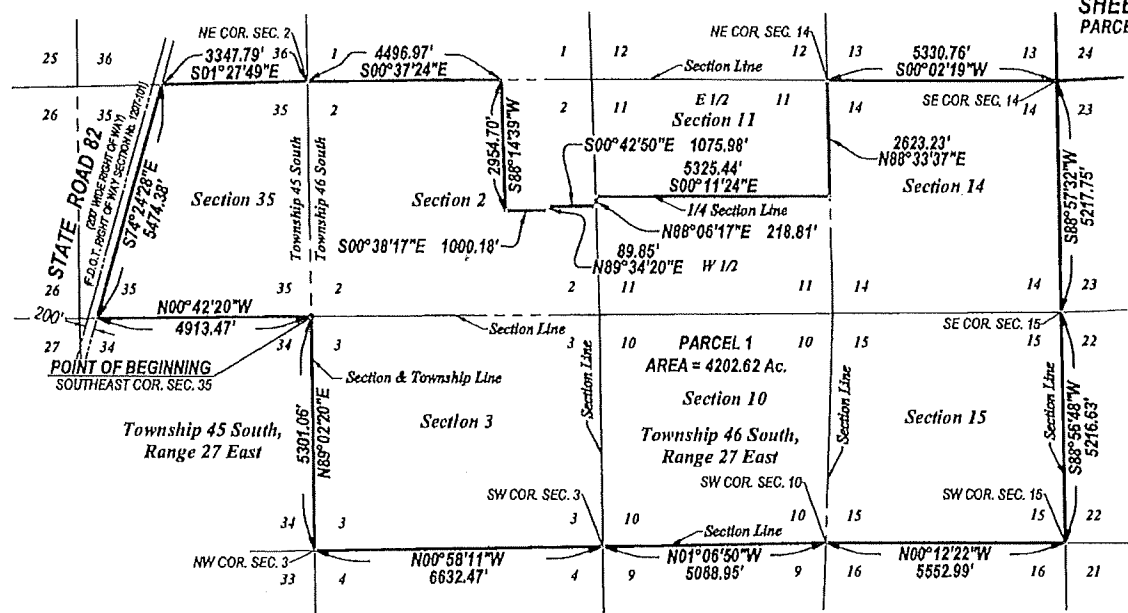 SHEE
PARCE
NE COR. SEC. 2
NE COR. SEC. 14
25 36
3347.79' 36 1
S01°27'49"E
4496.97'
S00°37'24"E
1 12
Section Line
12 13
5330.76'
S00°02'19"W
13 24
SE COR. SEC. 14
26 35
35 2
2 11
E 1/2
Section 11
11 14
14 23
STATE ROAD 82
(200' WIDE RIGHT OF WAY)
(F.D.O.T. RIGHT OF WAY SECTION No. 1207-101)
S74°24'28"E
5474.38'
Section 35
Township 45 South
Township 46 South
Section 2
2954.70'
S88°14'39"W
S00°42'50"E 1075.98'
5325.44'
S00°11'24"E
1/4 Section Line
2623.23'
N88°33'37"E
Section 14
S88°57'32"W
5217.75'
S00°38'17"E 1000.18'
N88°06'17"E 218.81'
89.85'
N89°34'20"E
W 1/2
26 35
35 2
2 11
11 14
14 23
200'
N00°42'20"W
4913.47'
Section Line
SE COR. SEC. 15
27 34
34 3
3 10
10 15
15 22
POINT OF BEGINNING
SOUTHEAST COR. SEC. 35
Section & Township Line
PARCEL 1
AREA = 4202.62 Ac.
5301.06'
N89°02'20"E
Section 3
Section Line
Section 10
Section Line
Section 15
Section Line
S88°56'48"W
5216.63'
Township 45 South,
Range 27 East
Township 46 South,
Range 27 East
SW COR. SEC. 3
SW COR. SEC. 10
SW COR. SEC. 15
34 3
3 10
Section Line
10 15
15 22
NW COR. SEC. 3
33 4
N00°58'11"W
6632.47'
4 9
N01°06'50"W
5088.95'
9 16
N00°12'22"W
5552.99'
16 21